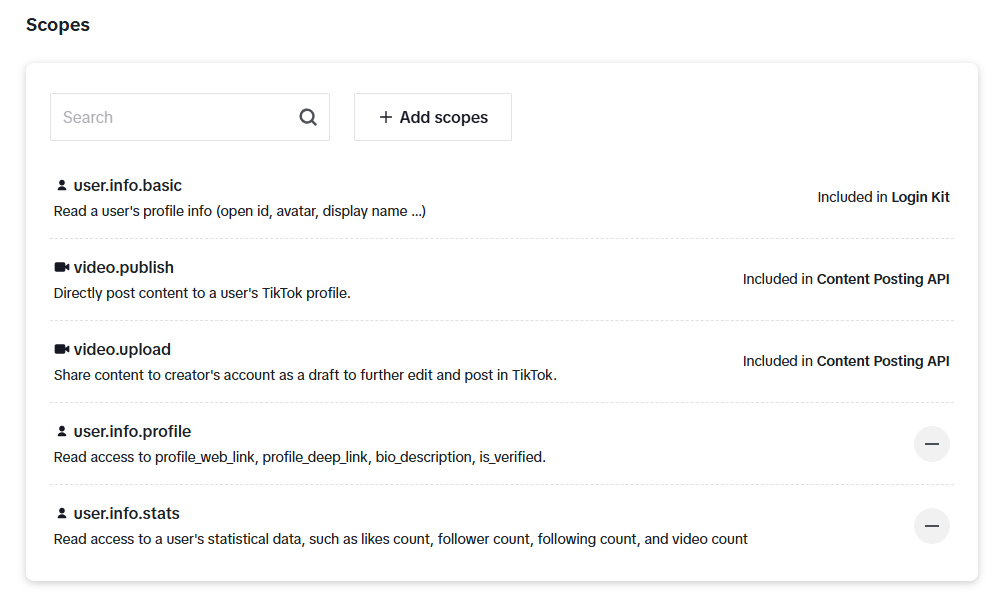 Scopes
Search
+ Add scopes
user.info.basic
Read a user's profile info (open id, avatar, display name ...)
Included in Login Kit
video.publish
Directly post content to a user's TikTok profile.
Included in Content Posting API
video.upload
Share content to creator's account as a draft to further edit and post in TikTok.
Included in Content Posting API
user.info.profile
Read access to profile_web_link, profile_deep_link, bio_description, is_verified.
user.info.stats
Read access to a user's statistical data, such as likes count, follower count, following count, and video count